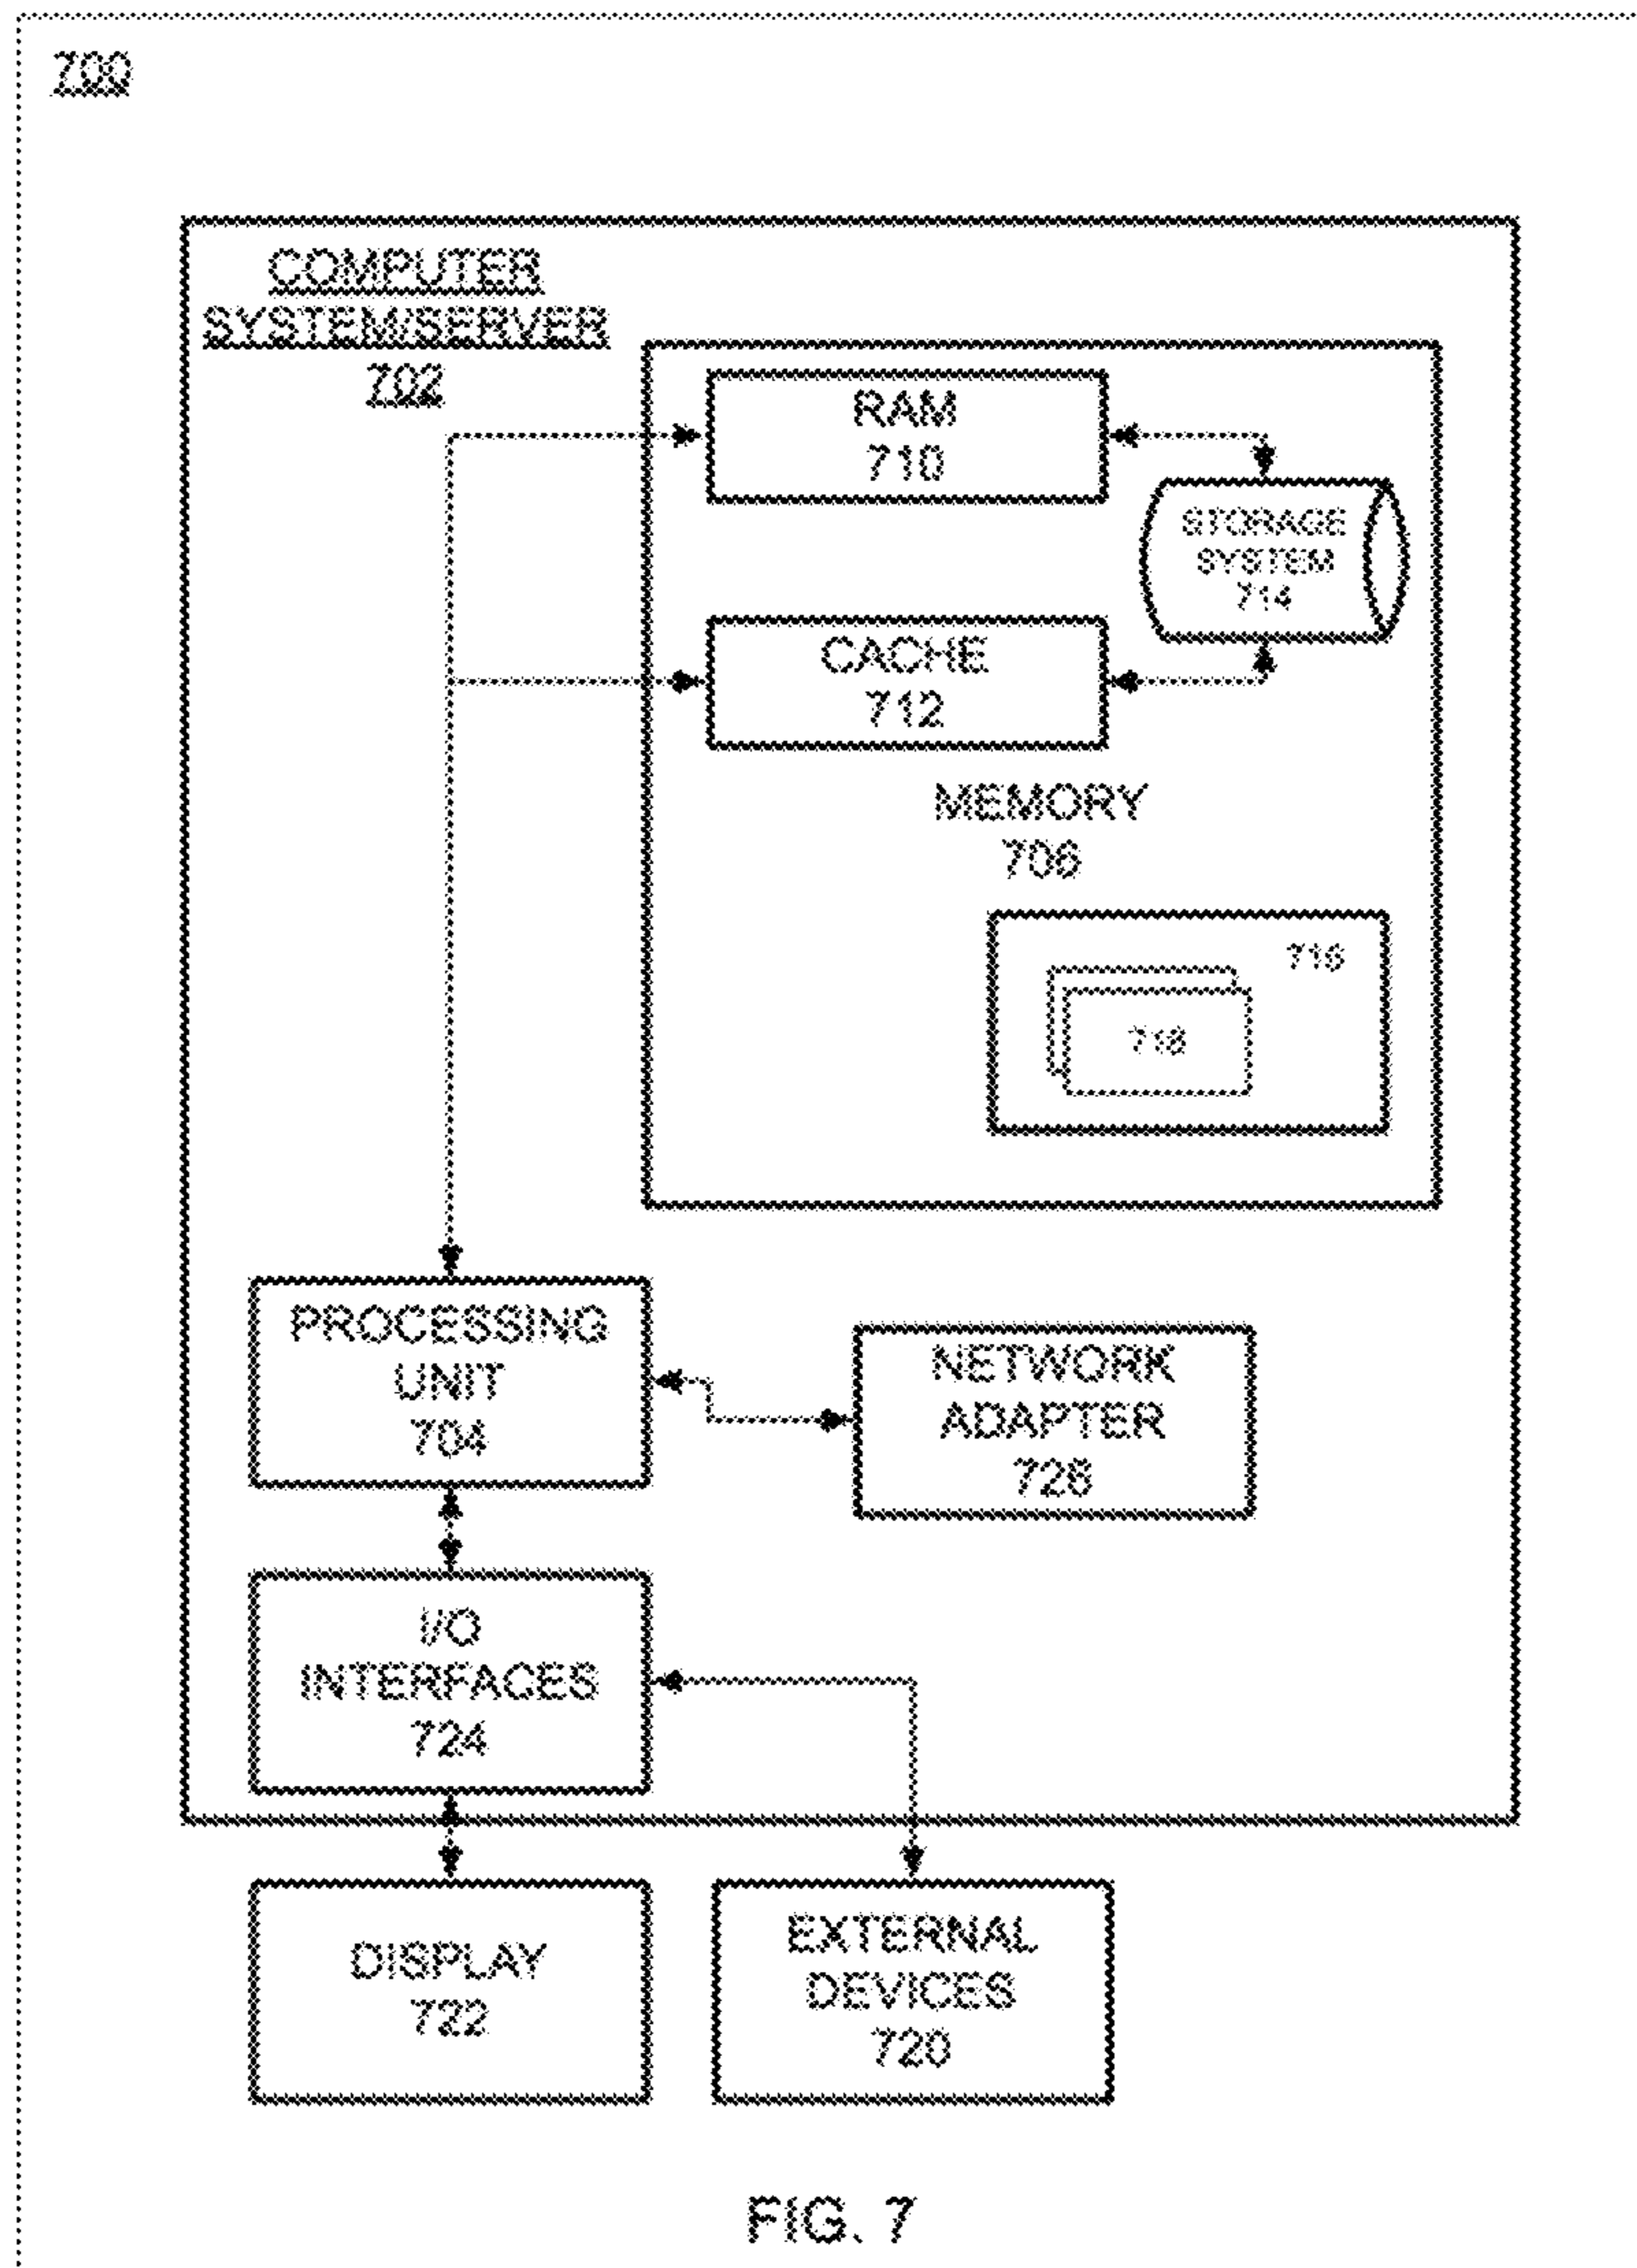 700
COMPUTER
SYSTEM/SERVER
702
RAM
710
STORAGE
SYSTEM
714
CACHE
712
MEMORY
706
716
718
PROCESSING
UNIT
704
NETWORK
ADAPTER
726
I/O
INTERFACES
724
DISPLAY
722
EXTERNAL
DEVICES
720
FIG. 7